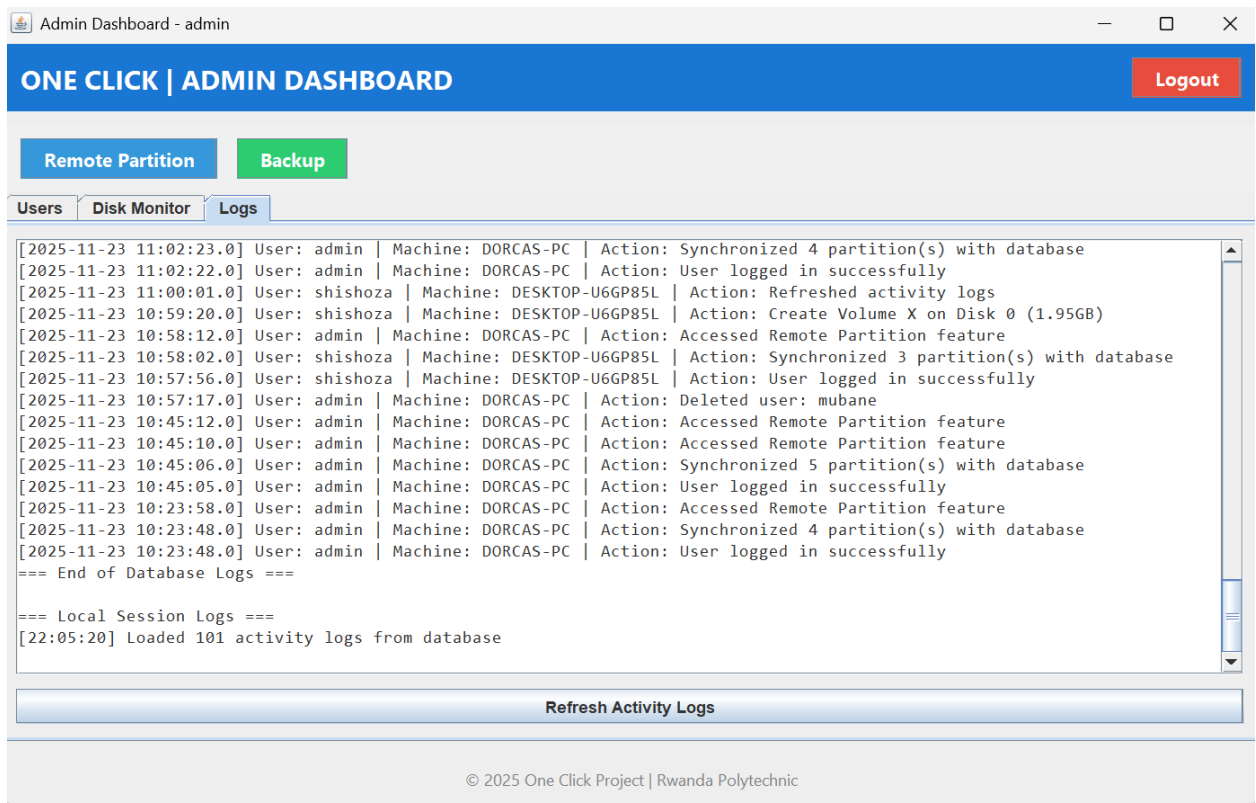 Admin Dashboard - admin
ONE CLICK | ADMIN DASHBOARD
Logout
Remote Partition
Backup
Users
Disk Monitor
Logs
[2025-11-23 11:02:23.0] User: admin | Machine: DORCAS-PC | Action: Synchronized 4 partition(s) with database
[2025-11-23 11:02:22.0] User: admin | Machine: DORCAS-PC | Action: User logged in successfully
[2025-11-23 11:00:01.0] User: shishoza | Machine: DESKTOP-U6GP85L | Action: Refreshed activity logs
[2025-11-23 10:59:20.0] User: shishoza | Machine: DESKTOP-U6GP85L | Action: Create Volume X on Disk 0 (1.95GB)
[2025-11-23 10:58:12.0] User: admin | Machine: DORCAS-PC | Action: Accessed Remote Partition feature
[2025-11-23 10:58:02.0] User: shishoza | Machine: DESKTOP-U6GP85L | Action: Synchronized 3 partition(s) with database
[2025-11-23 10:57:56.0] User: shishoza | Machine: DESKTOP-U6GP85L | Action: User logged in successfully
[2025-11-23 10:57:17.0] User: admin | Machine: DORCAS-PC | Action: Deleted user: mubane
[2025-11-23 10:45:12.0] User: admin | Machine: DORCAS-PC | Action: Accessed Remote Partition feature
[2025-11-23 10:45:10.0] User: admin | Machine: DORCAS-PC | Action: Accessed Remote Partition feature
[2025-11-23 10:45:06.0] User: admin | Machine: DORCAS-PC | Action: Synchronized 5 partition(s) with database
[2025-11-23 10:45:05.0] User: admin | Machine: DORCAS-PC | Action: User logged in successfully
[2025-11-23 10:23:58.0] User: admin | Machine: DORCAS-PC | Action: Accessed Remote Partition feature
[2025-11-23 10:23:48.0] User: admin | Machine: DORCAS-PC | Action: Synchronized 4 partition(s) with database
[2025-11-23 10:23:48.0] User: admin | Machine: DORCAS-PC | Action: User logged in successfully
=== End of Database Logs ===
=== Local Session Logs ===
[22:05:20] Loaded 101 activity logs from database
Refresh Activity Logs
© 2025 One Click Project | Rwanda Polytechnic